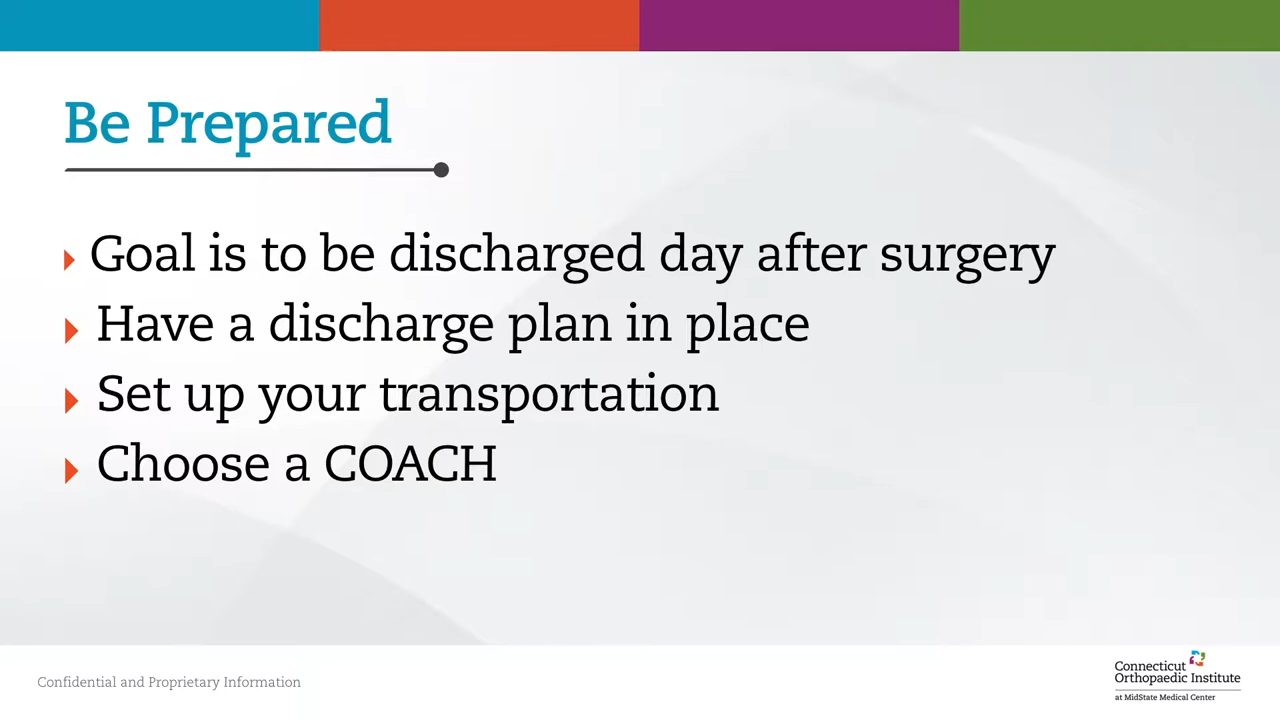 Be Prepared
Goal is to be discharged day after surgery
Have a discharge plan in place
Set up your transportation
Choose a COACH
Confidential and Proprietary Information
Connecticut
Orthopaedic Institute
at MidState Medical Center